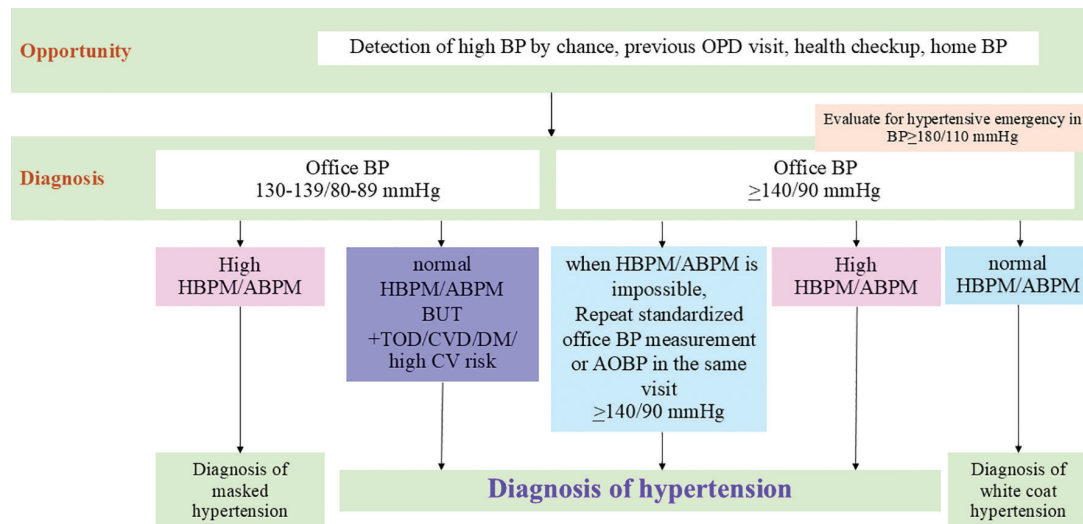 Opportunity
Detection of high BP by chance, previous OPD visit, health checkup, home BP
Evaluate for hypertensive emergency in
BP≥180/110 mmHg
Diagnosis
Office BP
130-139/80-89 mmHg
Office BP
≥140/90 mmHg
High
HBPM/ABPM
normal
HBPM/ABPM
BUT
+TOD/CVD/DM/
high CV risk
when HBPM/ABPM is
impossible,
Repeat standardized
office BP measurement
or AOBP in the same
visit
≥140/90 mmHg
High
HBPM/ABPM
normal
HBPM/ABPM
Diagnosis of
masked
hypertension
Diagnosis of hypertension
Diagnosis of
white coat
hypertension